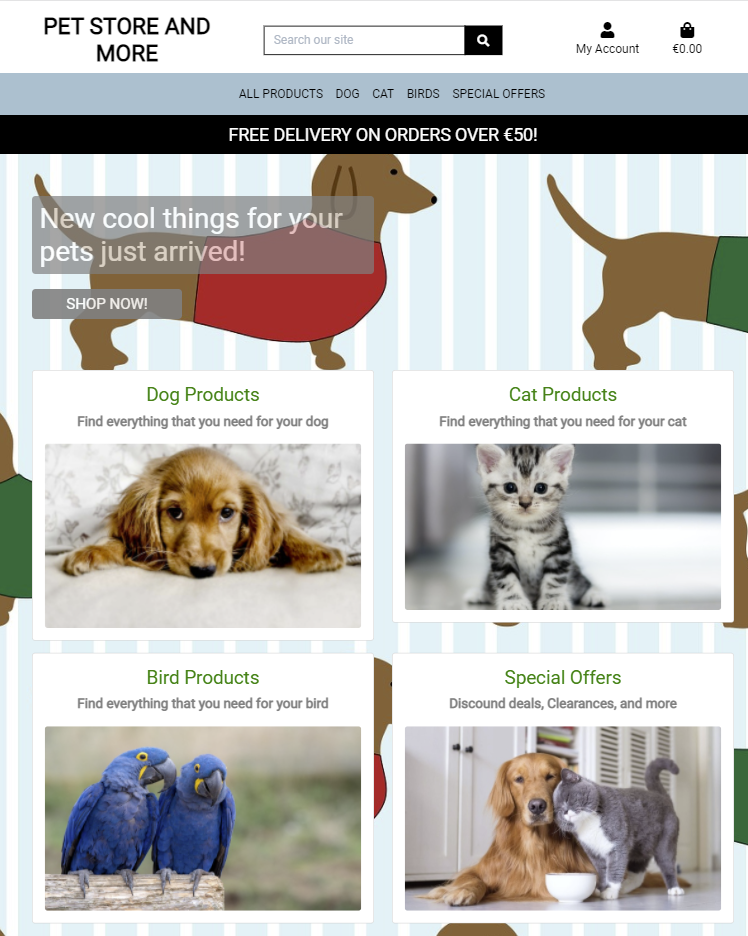 PET STORE AND
MORE
Search our site
My Account
€0.00
ALL PRODUCTS DOG CAT BIRDS SPECIAL OFFERS
FREE DELIVERY ON ORDERS OVER €50!
New cool things for your
pets just arrived!
SHOP NOW!
Dog Products
Find everything that you need for your dog
Cat Products
Find everything that you need for your cat
Bird Products
Find everything that you need for your bird
Special Offers
Discound deals, Clearances, and more